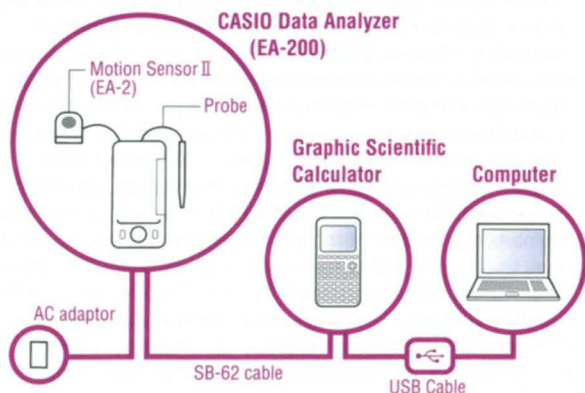 CASIO Data Analyzer
(EA-200)
Motion Sensor II
(EA-2)
Probe
Graphic Scientific
Calculator
Computer
AC adaptor
SB-62 cable
USB Cable